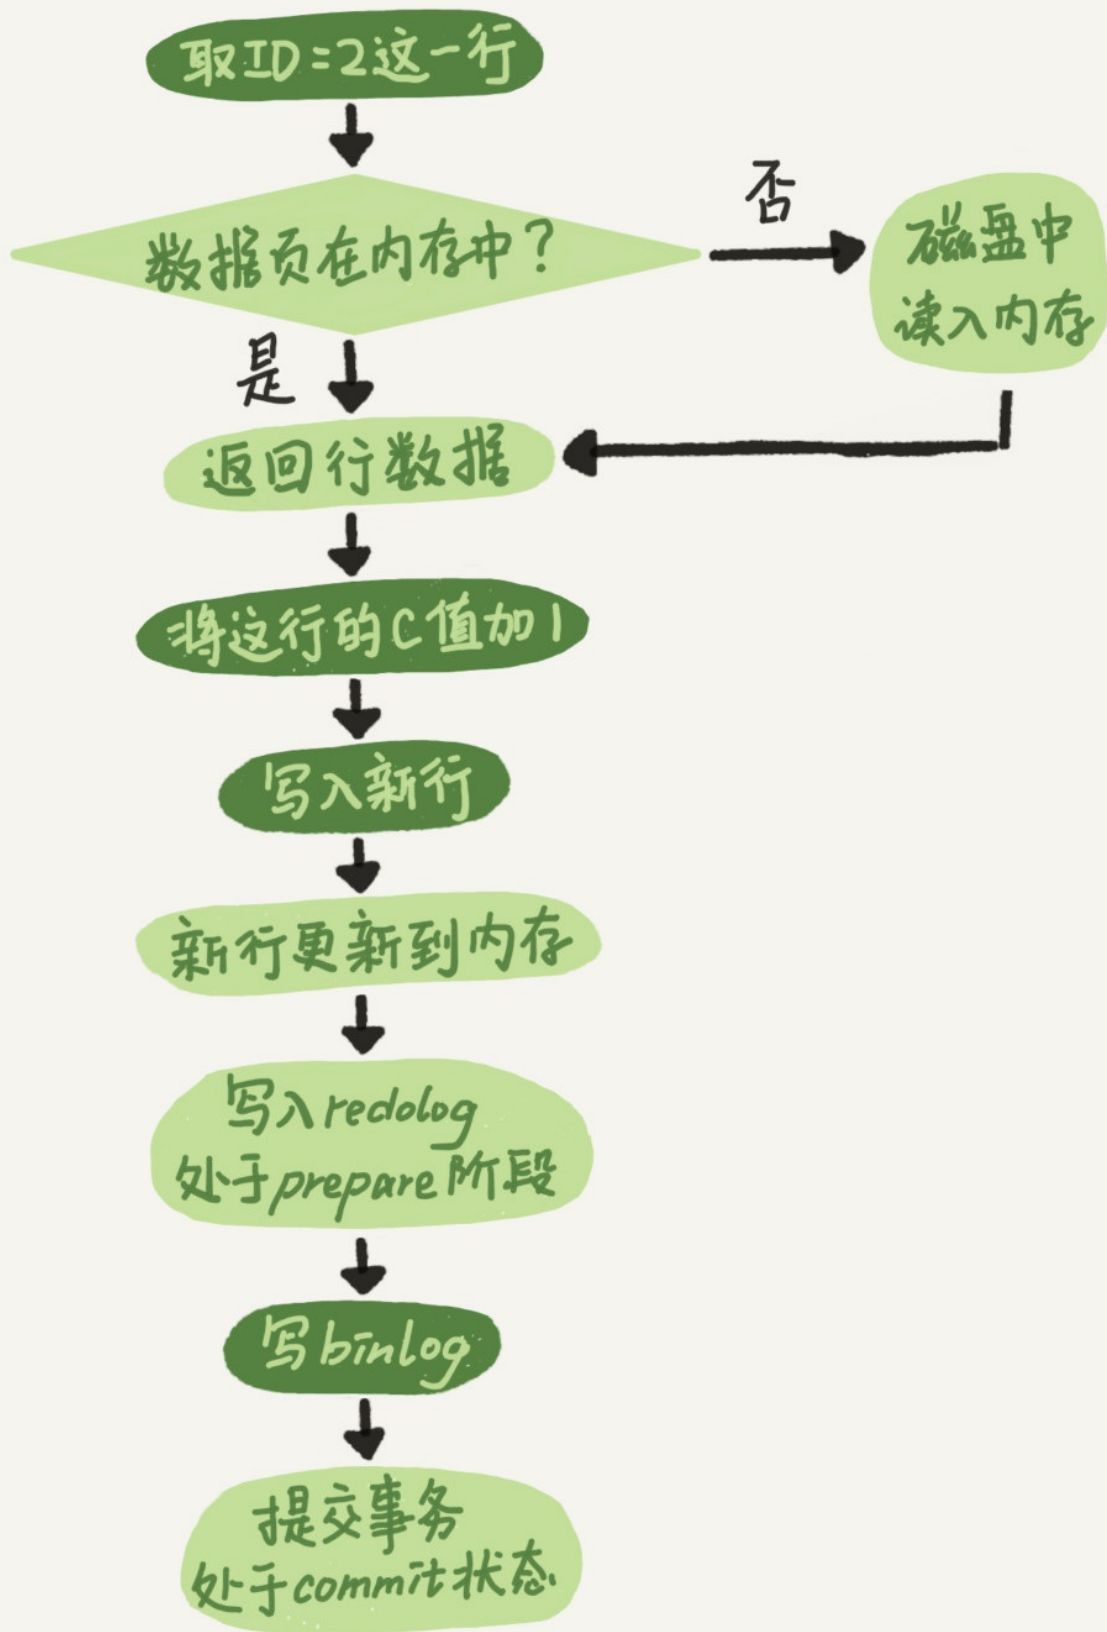 取ID=2这一行
数据页在内存中?
否
磁盘中
读入内存
是
返回行数据
将这行的C值加1
写入新行
新行更新到内存
写入redolog
处于prepare阶段
写binlog
提交事务
处于commit状态